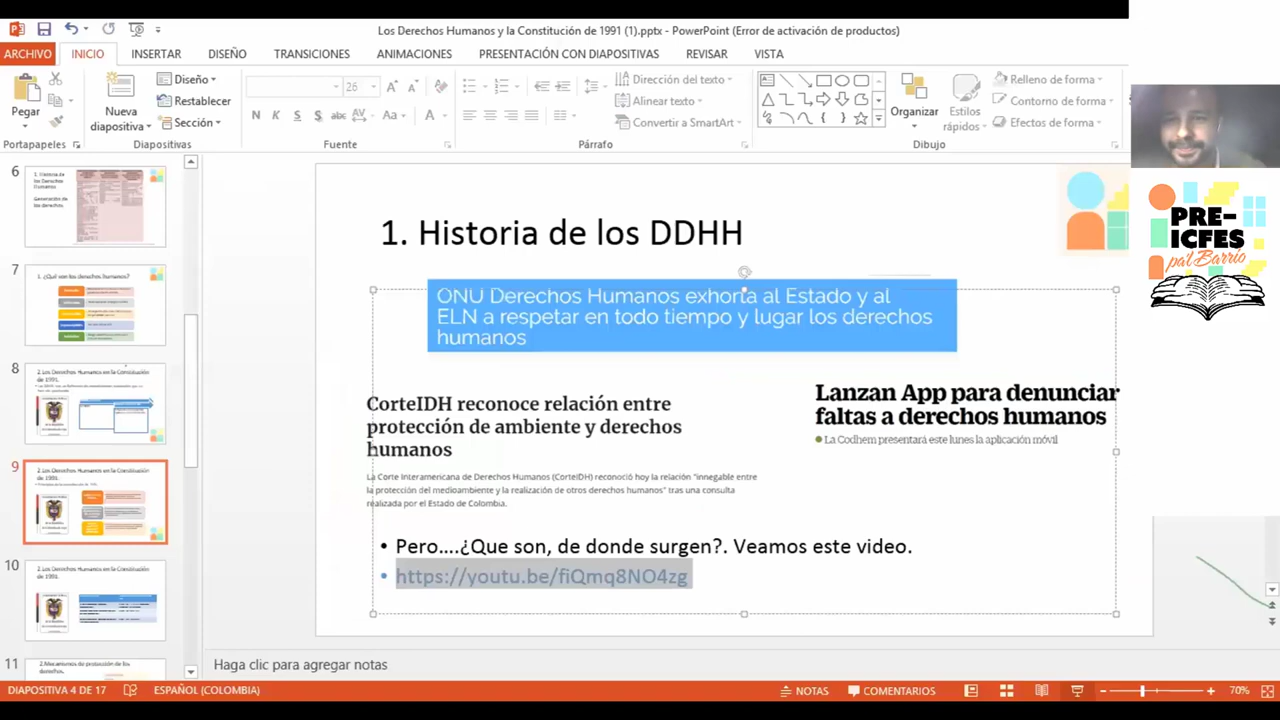 Los Derechos Humanos y la Constitución de 1991 (1).pptx - PowerPoint (Error de activación de productos)
ARCHIVO INICIO INSERTAR DISEÑO TRANSICIONES ANIMACIONES PRESENTACIÓN CON DIAPOSITIVAS REVISAR VISTA
Pegar
Portapapeles
Nueva diapositiva
Diseño
Restablecer
Sección
Diapositivas
26
N K S S abc AV Aa A
Fuente
Dirección del texto
Alinear texto
Convertir a SmartArt
Párrafo
Organizar
Estilos rápidos
Relleno de forma
Contorno de forma
Efectos de forma
Dibujo
6
1. Historia de los Derechos Humanos.
Generación de los derechos.
7
1. ¿Qué son los derechos humanos?
8
2.Los Derechos Humanos en la Constitución de 1991.
9
2.Los Derechos Humanos en la Constitución de 1991.
10
2.Los Derechos Humanos en la Constitución de 1991.
11
2.Mecanismos de protección de los derechos.
1. Historia de los DDHH
ONU Derechos Humanos exhorta al Estado y al
ELN a respetar en todo tiempo y lugar los derechos
humanos
CorteIDH reconoce relación entre
protección de ambiente y derechos
humanos
La Corte Interamericana de Derechos Humanos (CorteIDH) reconoció hoy la relación "innegable entre
la protección del medioambiente y la realización de otros derechos humanos" tras una consulta
realizada por el Estado de Colombia.
Lanzan App para denunciar
faltas a derechos humanos
La Codhem presentará este lunes la aplicación móvil
• Pero....¿Que son, de donde surgen?. Veamos este video.
• https://youtu.be/fiQmq8NO4zg
PRE-
ICFES
pal' Barrio
Haga clic para agregar notas
DIAPOSITIVA 4 DE 17 ESPAÑOL (COLOMBIA) NOTAS COMENTARIOS 70%